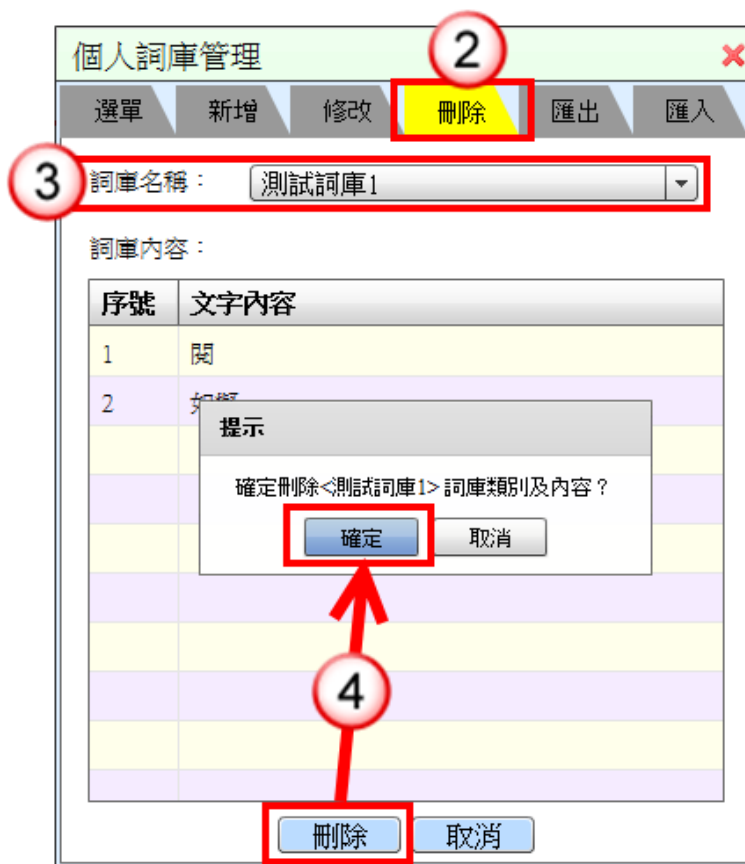 個人詞庫管理
2
選單 新增 修改 刪除 匯出 匯入
3
詞庫名稱： 測試詞庫1
詞庫內容：
序號 文字內容
1 閱
2
提示
確定刪除<測試詞庫1> 詞庫類別及內容？
確定 取消
4
刪除 取消